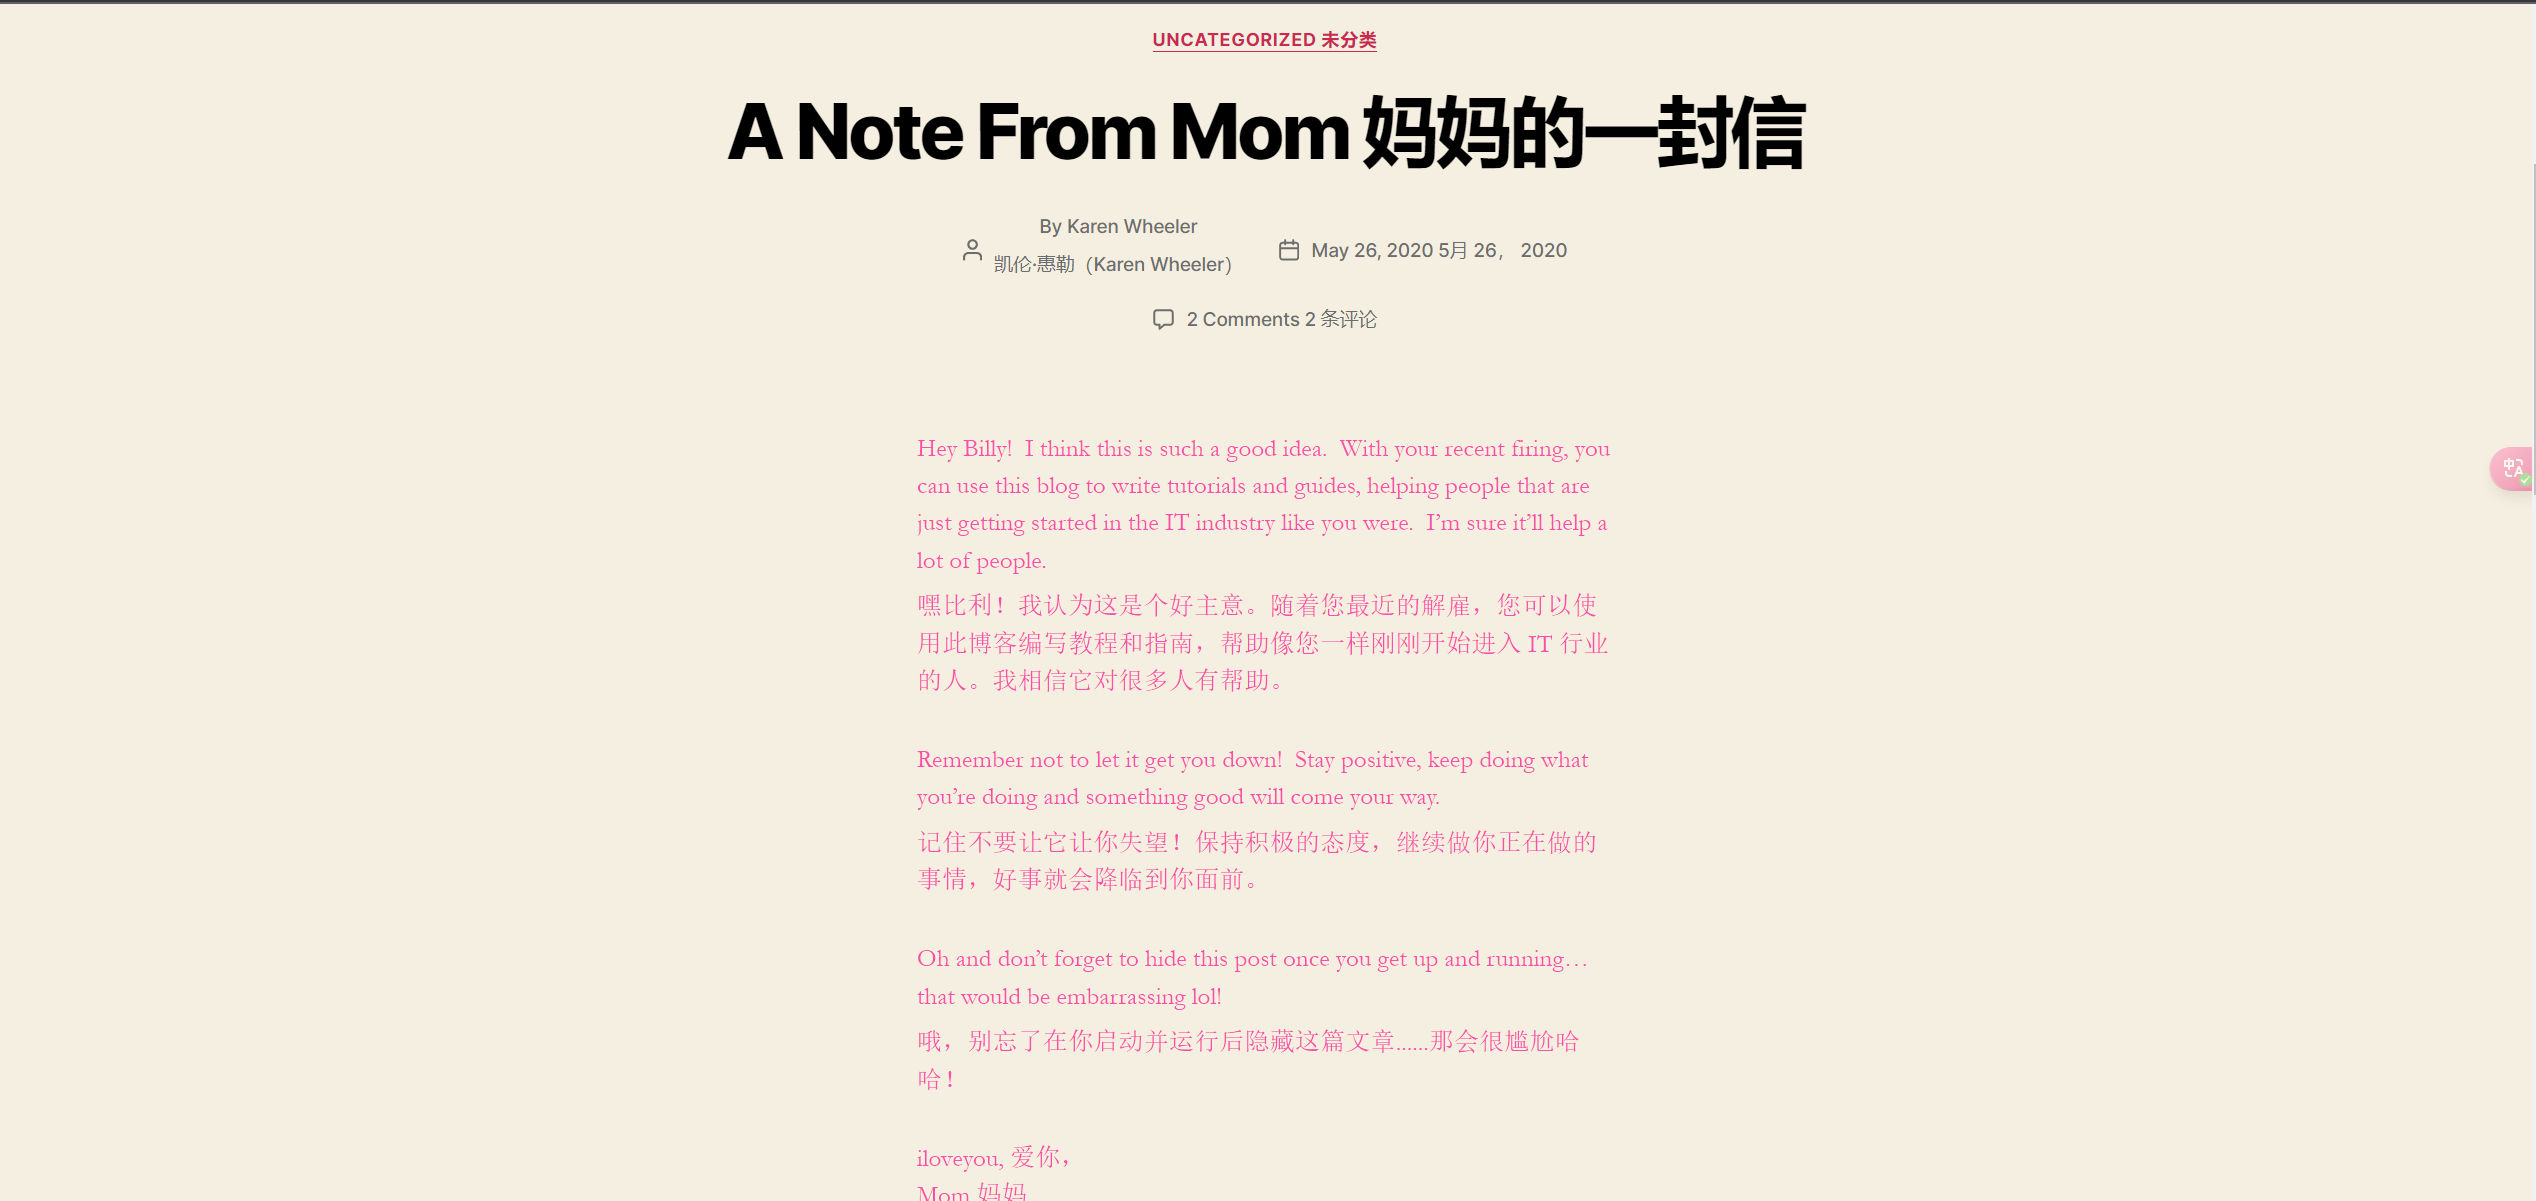 UNCATEGORIZED 未分类
A Note From Mom 妈妈的一封信
By Karen Wheeler
凯伦·惠勒（Karen Wheeler）
May 26, 2020 5月 26， 2020
2 Comments 2 条评论
Hey Billy!  I think this is such a good idea.  With your recent firing, you
can use this blog to write tutorials and guides, helping people that are
just getting started in the IT industry like you were.  I’m sure it’ll help a
lot of people.
嘿比利！我认为这是个好主意。随着您最近的解雇，您可以使
用此博客编写教程和指南，帮助像您一样刚刚开始进入 IT 行业
的人。我相信它对很多人有帮助。
Remember not to let it get you down!  Stay positive, keep doing what
you’re doing and something good will come your way.
记住不要让它让你失望！保持积极的态度，继续做你正在做的
事情，好事就会降临到你面前。
Oh and don’t forget to hide this post once you get up and running…
that would be embarrassing lol!
哦，别忘了在你启动并运行后隐藏这篇文章......那会很尴尬哈
哈！
iloveyou, 爱你，
Mom 妈妈